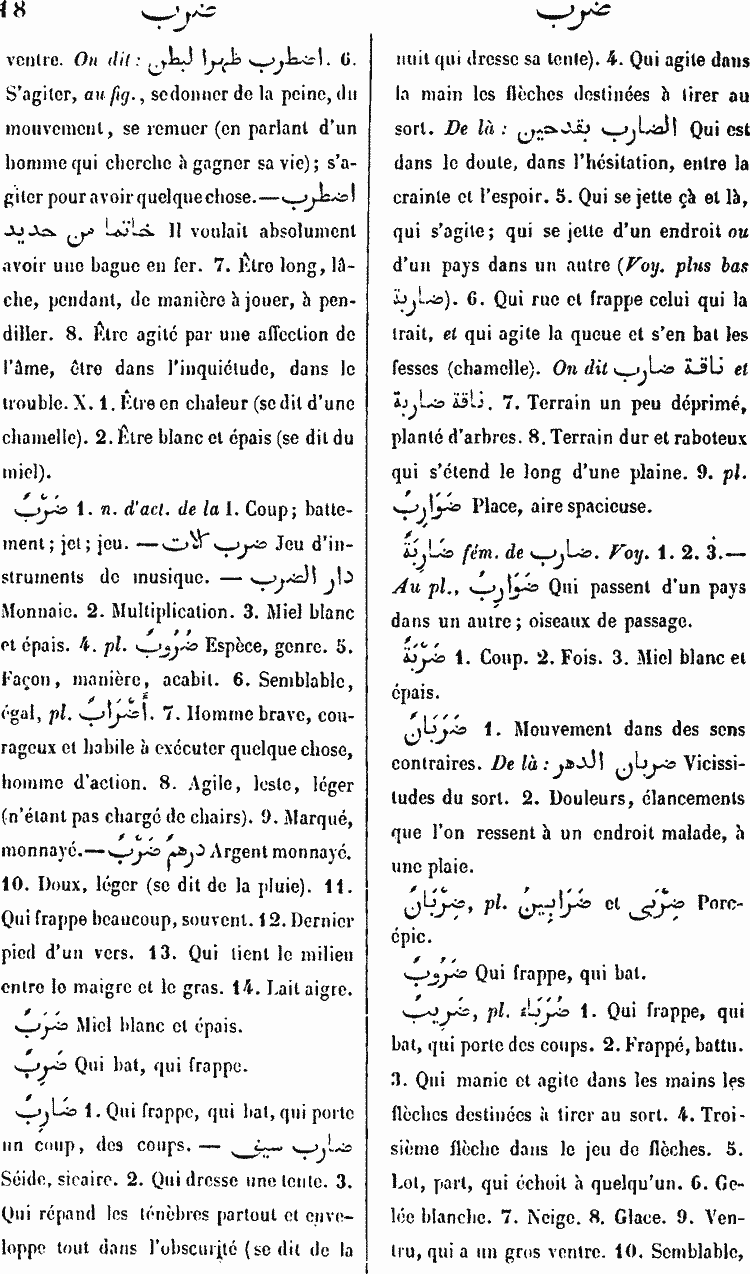 18
ضرب
ضرب
ventre. On dit : اضطرب ظهرا لبطن. 6.
S'agiter, au fig., se donner de la peine, du
mouvement, se remuer (en parlant d'un
homme qui cherche à gagner sa vie); s'a-
giter pour avoir quelque chose.—اضطرب
خاتما من حديد Il voulait absolument
avoir une bague en fer. 7. Être long, lâ-
che, pendant, de manière à jouer, à pen-
diller. 8. Être agité par une affection de
l'âme, être dans l'inquiétude, dans le
trouble. X. 1. Être en chaleur (se dit d'une
chamelle). 2. Être blanc et épais (se dit du
miel).
ضَرْبٌ 1. n. d'act. de la I. Coup; batte-
ment; jet; jeu. — ضرب آلات Jeu d'in-
struments de musique. — دار الضرب
Monnaie. 2. Multiplication. 3. Miel blanc
et épais. 4. pl. ضُرُوبٌ Espèce, genre. 5.
Façon, manière, acabit. 6. Semblable,
égal, pl. أَضْرَابٌ. 7. Homme brave, cou-
rageux et habile à exécuter quelque chose,
homme d'action. 8. Agile, leste, léger
(n'étant pas chargé de chairs). 9. Marqué,
monnayé.—دِرْهَمٌ ضَرْبٌ Argent monnayé.
10. Doux, léger (se dit de la pluie). 11.
Qui frappe beaucoup, souvent. 12. Dernier
pied d'un vers. 13. Qui tient le milieu
entre le maigre et le gras. 14. Lait aigre.
ضَرَبٌ Miel blanc et épais.
ضَرِبٌ Qui bat, qui frappe.
ضَارِبٌ 1. Qui frappe, qui bat, qui porte
un coup, des coups. — ضارب سيفى
Séide, sicaire. 2. Qui dresse une tente. 3.
Qui répand les ténèbres partout et enve-
loppe tout dans l'obscurité (se dit de la
nuit qui dresse sa tente). 4. Qui agite dans
la main les flèches destinées à tirer au
sort. De là : الضارب بقدحين Qui est
dans le doute, dans l'hésitation, entre la
crainte et l'espoir. 5. Qui se jette çà et là,
qui s'agite; qui se jette d'un endroit ou
d'un pays dans un autre (Voy. plus bas
ضاربة). 6. Qui rue et frappe celui qui la
trait, et qui agite la queue et s'en bat les
fesses (chamelle). On dit ناقة ضارب et
ناقة ضاربة. 7. Terrain un peu déprimé,
planté d'arbres. 8. Terrain dur et raboteux
qui s'étend le long d'une plaine. 9. pl.
ضَوَارِبُ Place, aire spacieuse.
ضَارِبَةٌ fém. de ضارب. Voy. 1. 2. 3.—
Au pl., ضَوَارِبُ Qui passent d'un pays
dans un autre; oiseaux de passage.
ضَرْبَةٌ 1. Coup. 2. Fois. 3. Miel blanc et
épais.
ضَرَبَانٌ 1. Mouvement dans des sens
contraires. De là : ضربان الدهر Vicissi-
tudes du sort. 2. Douleurs, élancements
que l'on ressent à un endroit malade, à
une plaie.
ضِرْبَانٌ, pl. ضَرَابِينُ et ضِرْبَى Porc-
épic.
ضَرُوبٌ Qui frappe, qui bat.
ضَرِيبٌ, pl. ضُرَبَاءُ 1. Qui frappe, qui
bat, qui porte des coups. 2. Frappé, battu.
3. Qui manie et agite dans les mains les
flèches destinées à tirer au sort. 4. Troi-
sième flèche dans le jeu de flèches. 5.
Lot, part, qui échoit à quelqu'un. 6. Ge-
lée blanche. 7. Neige. 8. Glace. 9. Ven-
tru, qui a un gros ventre. 10. Semblable,